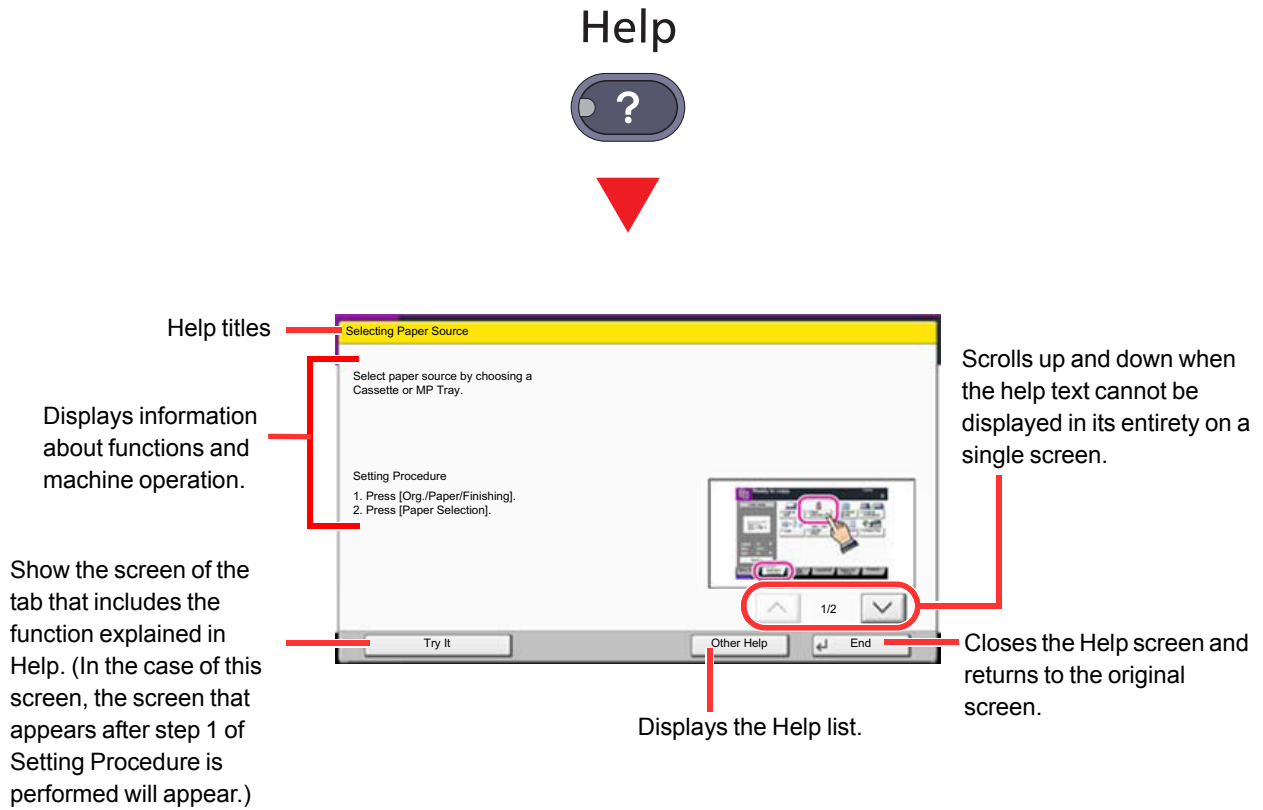 Help
?
Help titles
Selecting Paper Source
Select paper source by choosing a
Cassette or MP Tray.
Displays information
about functions and
machine operation.
Setting Procedure
1. Press [Org./Paper/Finishing].
2. Press [Paper Selection].
Scrolls up and down when
the help text cannot be
displayed in its entirety on a
single screen.
1/2
Show the screen of the
tab that includes the
function explained in
Help. (In the case of this
screen, the screen that
appears after step 1 of
Setting Procedure is
performed will appear.)
Try It
Other Help
End
Closes the Help screen and
returns to the original
screen.
Displays the Help list.